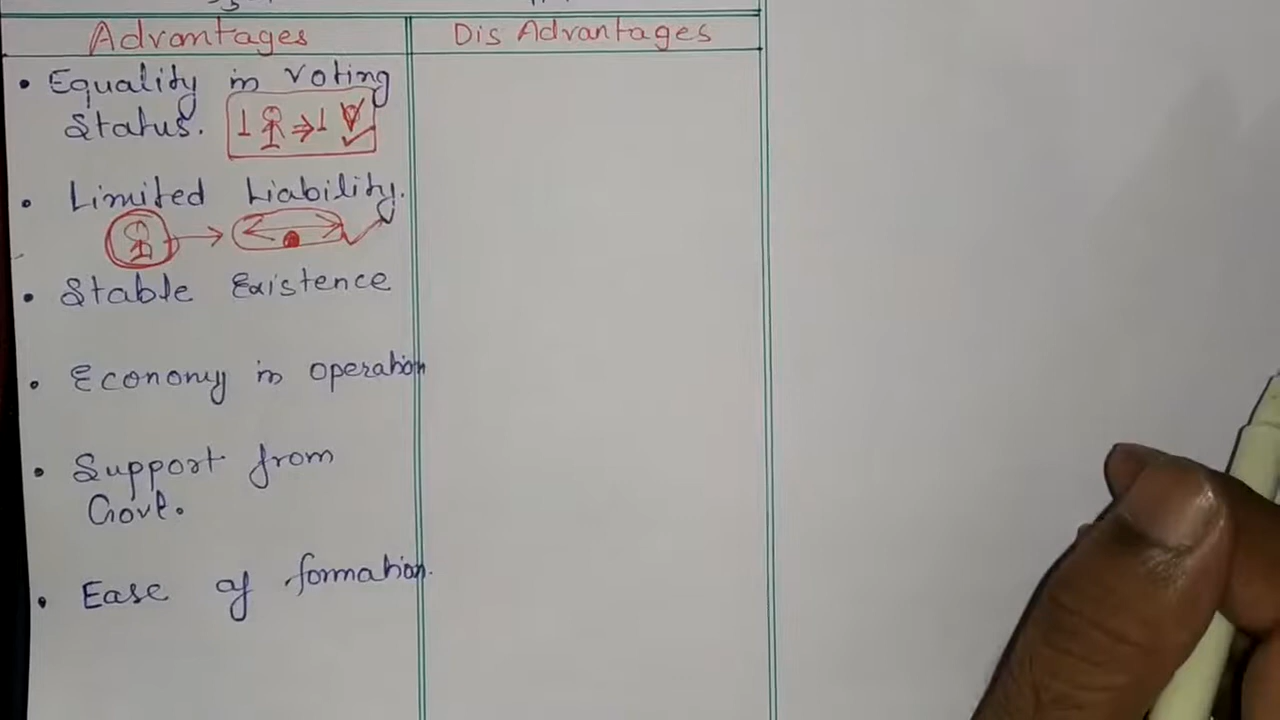 Advantages
Dis Advantages
• Equality in voting
Status.
1 ⇒ 1
• Limited Liability.
• Stable Existence
• Economy in operation
• Support from
Govt.
• Ease of formation.